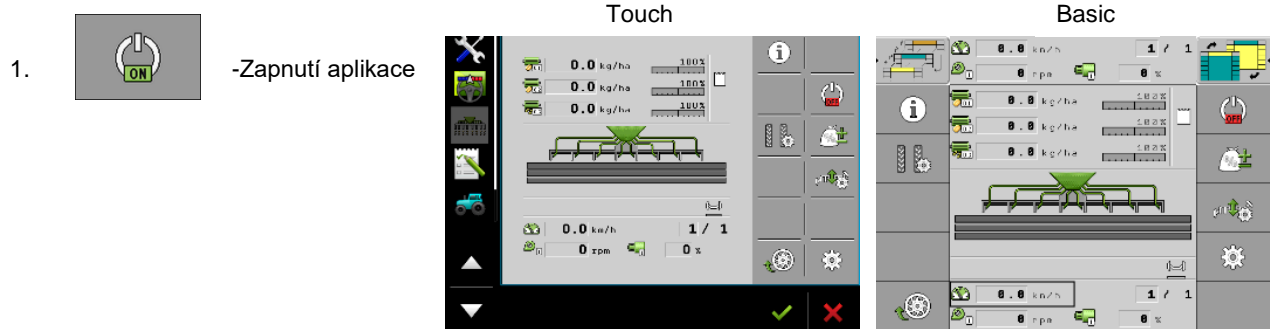 Touch
Basic
1.
ON
-Zapnutí aplikace
0.0 kg/ha 100%
0.0 kg/ha 100%
0.0 kg/ha 100%
OFF
0.0 km/h 1 / 1
0 rpm 0 %
0.0 km/h 1 / 1
0 rpm 0 %
0.0 kg/ha 100%
0.0 kg/ha 100%
0.0 kg/ha 100%
OFF
0.0 km/h 1 / 1
0 rpm 0 %